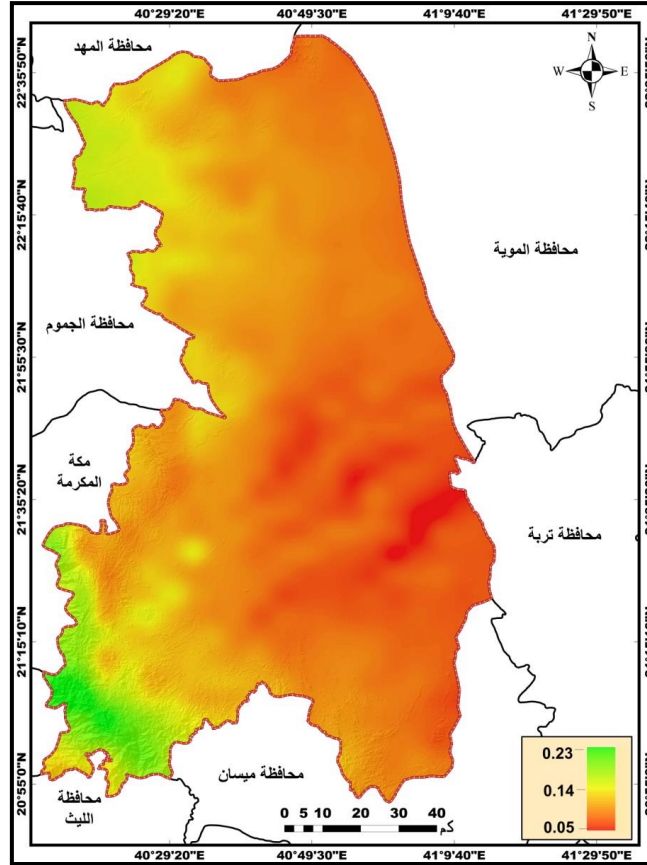 40°29'20"E 40°49'30"E 41°9'40"E 41°29'50"E
محافظة المهد
N
W E
S
22°35'50"N
22°15'40"N
محافظة الموية
محافظة الجموم
21°55'30"N
مكة
المكرمة
21°35'20"N
محافظة تربة
21°15'10"N
0.23
0.14
0.05
محافظة ميسان
20°55'0"N
محافظة
الليث
0 5 10 20 30 40
كم
40°29'20"E 40°49'30"E 41°9'40"E 41°29'50"E